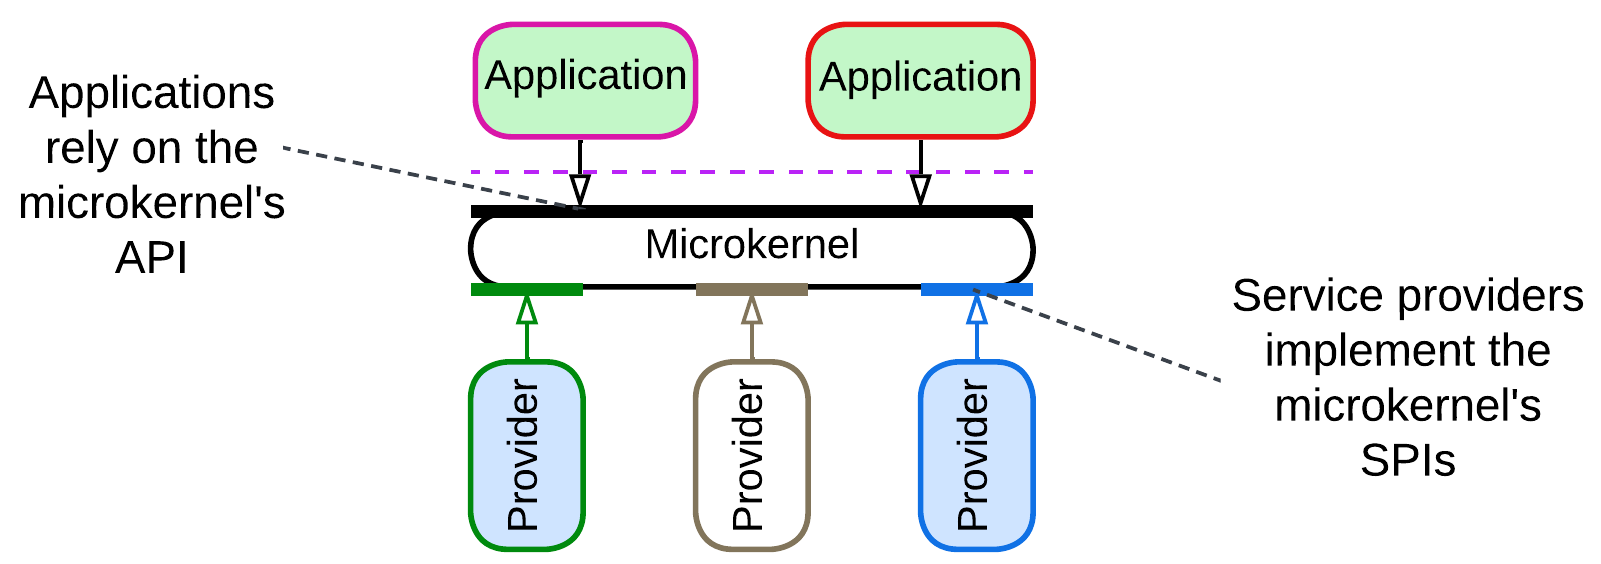 Application
Application
Applications
rely on the
microkernel's
API
Microkernel
Service providers
implement the
microkernel's
SPIs
Provider
Provider
Provider